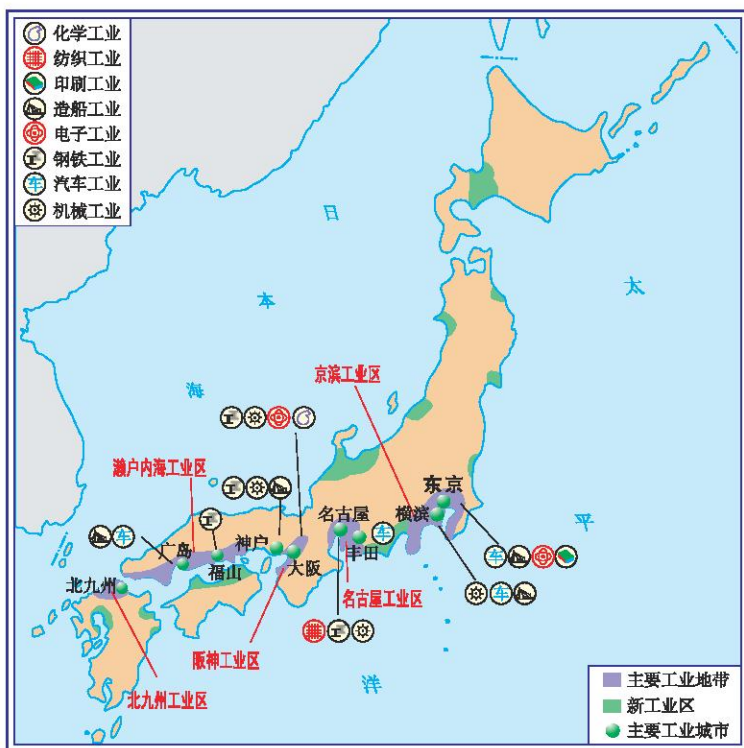 化学工业
纺织工业
印刷工业
造船工业
电子工业
钢铁工业
车 汽车工业
机械工业
日
本
海
太
平
洋
京滨工业区
濑户内海工业区
东京
横滨
名古屋
车
丰田
神户
大阪
车
广岛
福山
北九州
车
车
名古屋工业区
阪神工业区
北九州工业区
主要工业地带
新工业区
主要工业城市